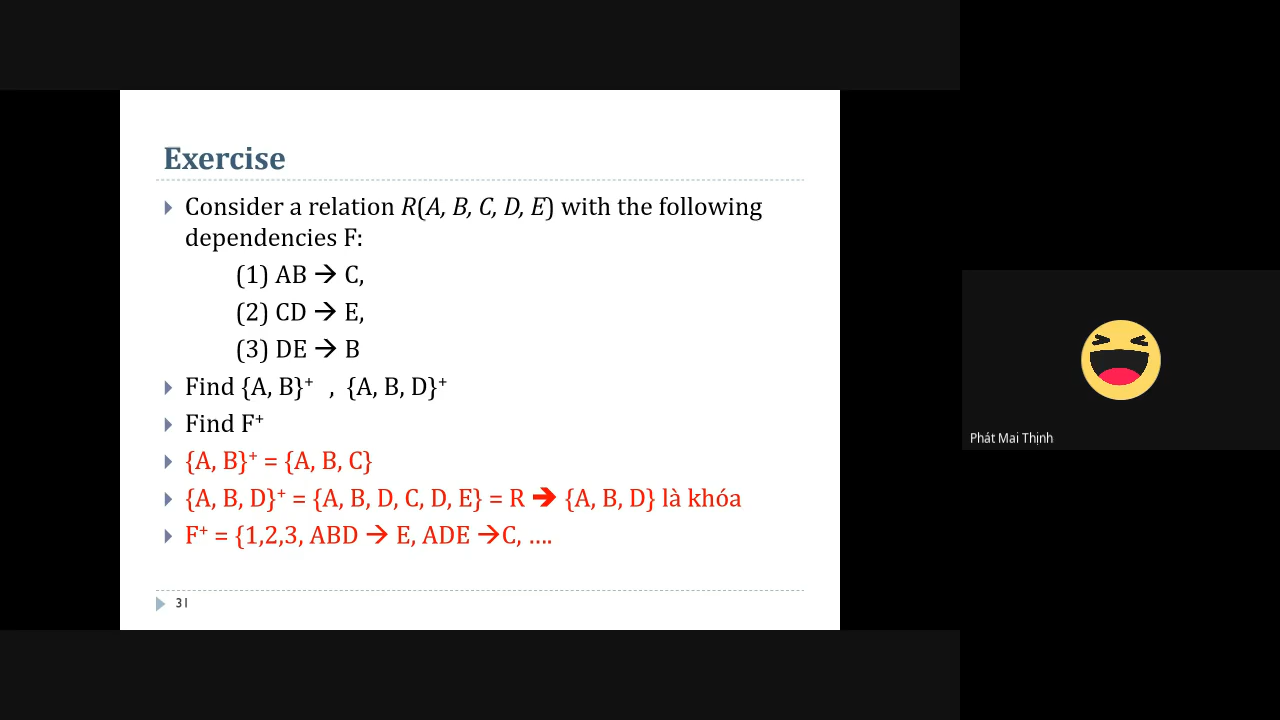 Exercise
Consider a relation R(A, B, C, D, E) with the following
dependencies F:
(1) AB → C,
(2) CD → E,
(3) DE → B
Find {A, B}⁺ , {A, B, D}⁺
Find F⁺
{A, B}⁺ = {A, B, C}
{A, B, D}⁺ = {A, B, D, C, D, E} = R → {A, B, D} là khóa
F⁺ = {1,2,3, ABD → E, ADE →C, ....
31
Phát Mai Thịnh